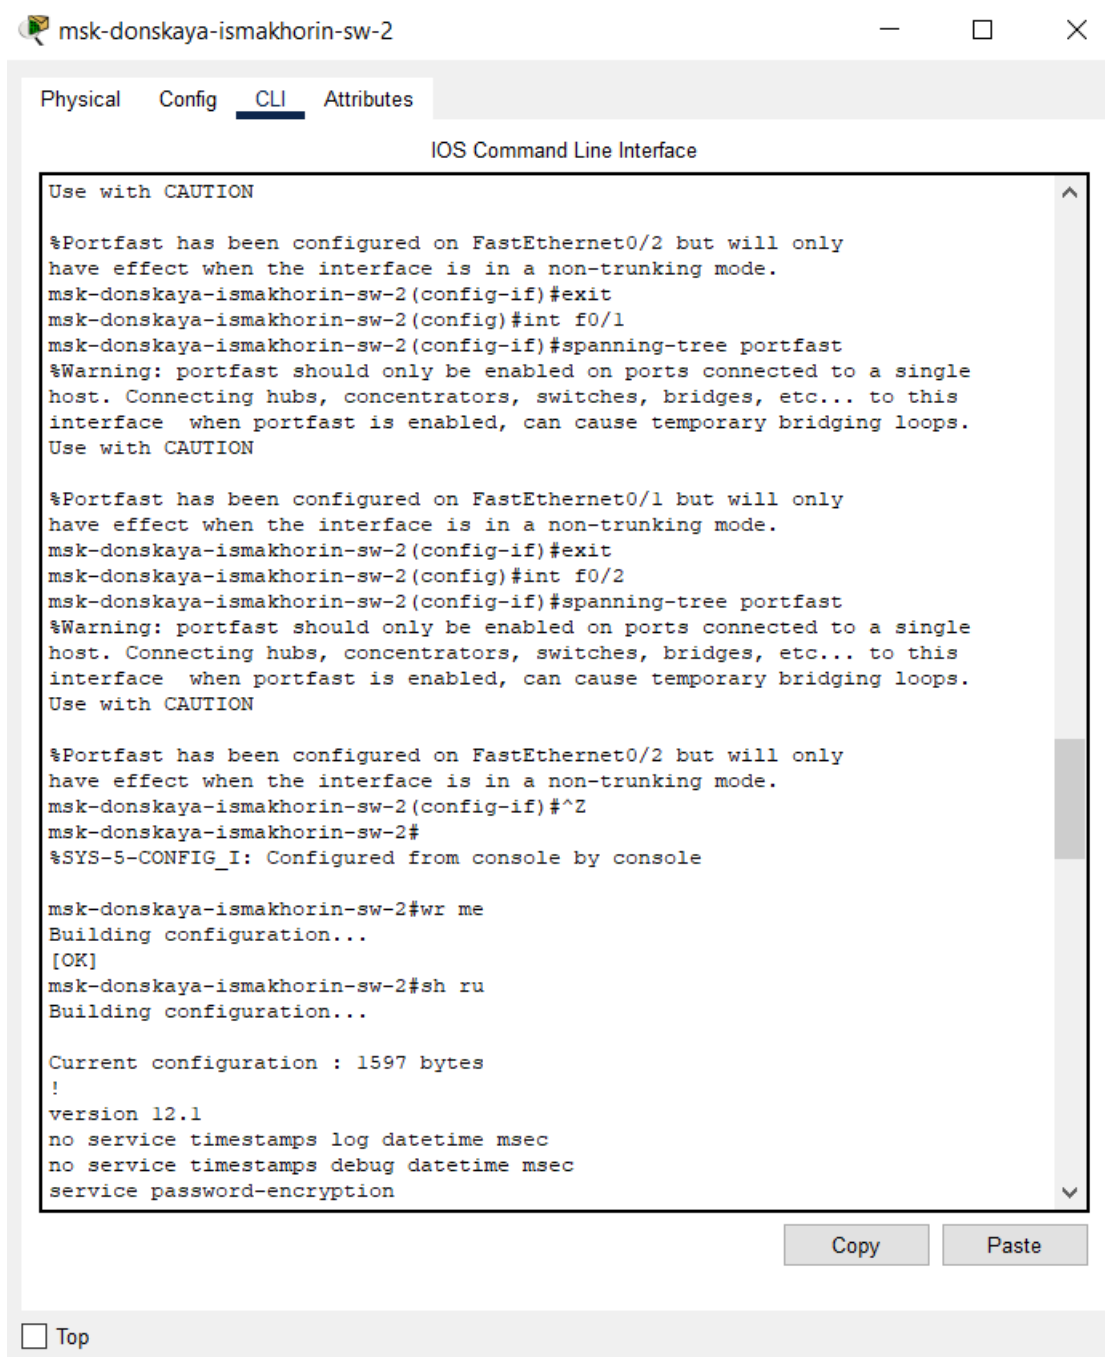 msk-donskaya-ismakhorin-sw-2
Physical Config CLI Attributes
IOS Command Line Interface
Use with CAUTION
%Portfast has been configured on FastEthernet0/2 but will only
have effect when the interface is in a non-trunking mode.
msk-donskaya-ismakhorin-sw-2(config-if)#exit
msk-donskaya-ismakhorin-sw-2(config)#int f0/1
msk-donskaya-ismakhorin-sw-2(config-if)#spanning-tree portfast
%Warning: portfast should only be enabled on ports connected to a single
host. Connecting hubs, concentrators, switches, bridges, etc... to this
interface  when portfast is enabled, can cause temporary bridging loops.
Use with CAUTION
%Portfast has been configured on FastEthernet0/1 but will only
have effect when the interface is in a non-trunking mode.
msk-donskaya-ismakhorin-sw-2(config-if)#exit
msk-donskaya-ismakhorin-sw-2(config)#int f0/2
msk-donskaya-ismakhorin-sw-2(config-if)#spanning-tree portfast
%Warning: portfast should only be enabled on ports connected to a single
host. Connecting hubs, concentrators, switches, bridges, etc... to this
interface  when portfast is enabled, can cause temporary bridging loops.
Use with CAUTION
%Portfast has been configured on FastEthernet0/2 but will only
have effect when the interface is in a non-trunking mode.
msk-donskaya-ismakhorin-sw-2(config-if)#^Z
msk-donskaya-ismakhorin-sw-2#
%SYS-5-CONFIG_I: Configured from console by console
msk-donskaya-ismakhorin-sw-2#wr me
Building configuration...
[OK]
msk-donskaya-ismakhorin-sw-2#sh ru
Building configuration...
Current configuration : 1597 bytes
!
version 12.1
no service timestamps log datetime msec
no service timestamps debug datetime msec
service password-encryption
Copy Paste
Top